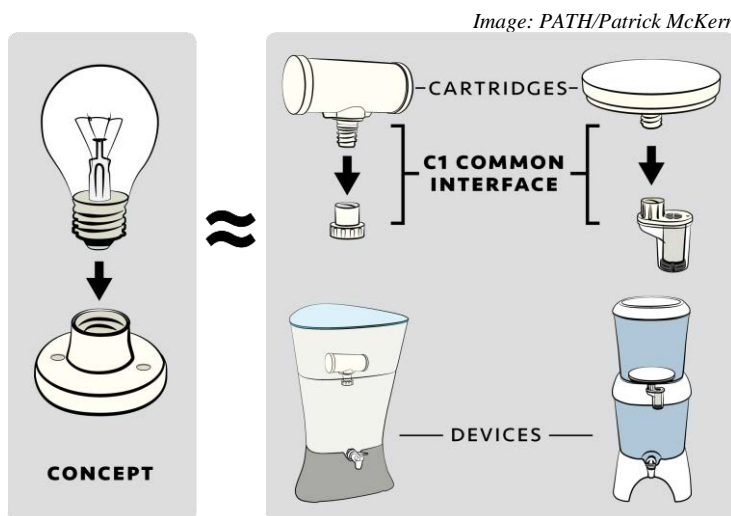 Image: PATH/Patrick McKern
CARTRIDGES
C1 COMMON
INTERFACE
DEVICES
CONCEPT